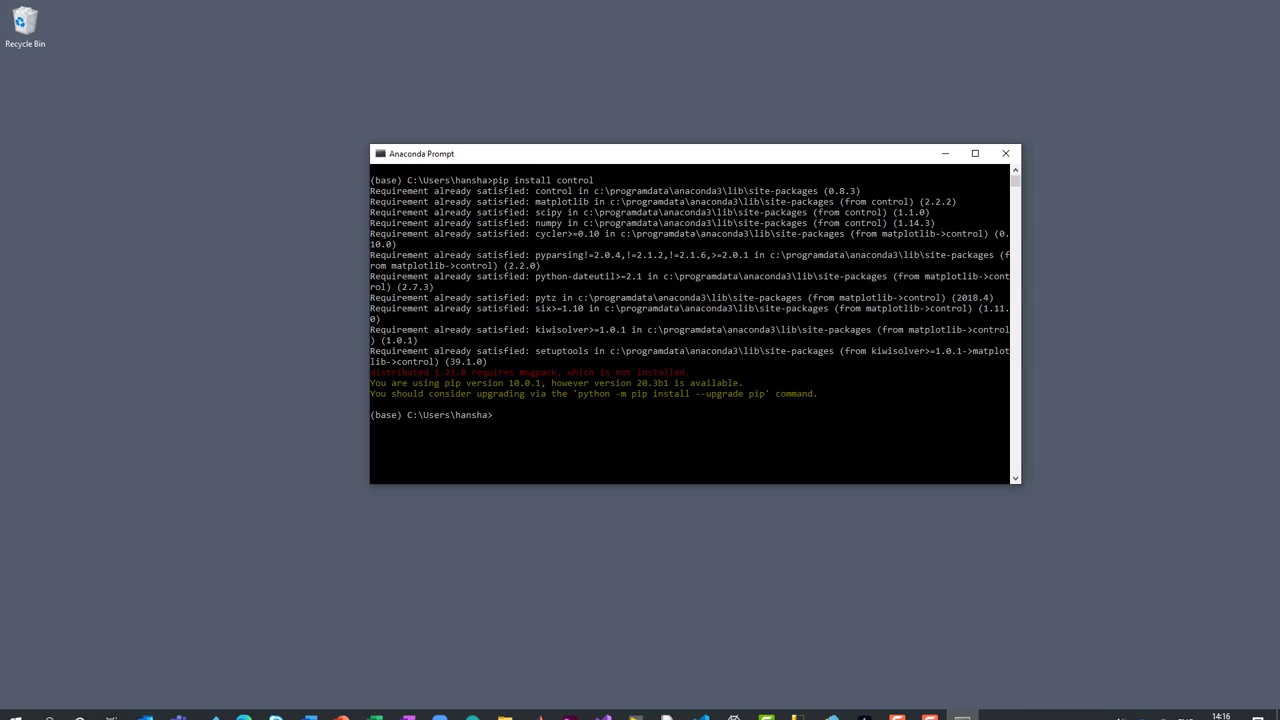 Recycle Bin
Anaconda Prompt
(base) C:\Users\hansha>pip install control
Requirement already satisfied: control in c:\programdata\anaconda3\lib\site-packages (0.8.3)
Requirement already satisfied: matplotlib in c:\programdata\anaconda3\lib\site-packages (from control) (2.2.2)
Requirement already satisfied: scipy in c:\programdata\anaconda3\lib\site-packages (from control) (1.1.0)
Requirement already satisfied: numpy in c:\programdata\anaconda3\lib\site-packages (from control) (1.14.3)
Requirement already satisfied: cycler>=0.10 in c:\programdata\anaconda3\lib\site-packages (from matplotlib->control) (0.
10.0)
Requirement already satisfied: pyparsing!=2.0.4,!=2.1.2,!=2.1.6,>=2.0.1 in c:\programdata\anaconda3\lib\site-packages (f
rom matplotlib->control) (2.2.0)
Requirement already satisfied: python-dateutil>=2.1 in c:\programdata\anaconda3\lib\site-packages (from matplotlib->cont
rol) (2.7.3)
Requirement already satisfied: pytz in c:\programdata\anaconda3\lib\site-packages (from matplotlib->control) (2018.4)
Requirement already satisfied: six>=1.10 in c:\programdata\anaconda3\lib\site-packages (from matplotlib->control) (1.11.
0)
Requirement already satisfied: kiwisolver>=1.0.1 in c:\programdata\anaconda3\lib\site-packages (from matplotlib->control
) (1.0.1)
Requirement already satisfied: setuptools in c:\programdata\anaconda3\lib\site-packages (from kiwisolver>=1.0.1->matplot
lib->control) (39.1.0)
distributed 1.21.8 requires msgpack, which is not installed.
You are using pip version 10.0.1, however version 20.3b1 is available.
You should consider upgrading via the 'python -m pip install --upgrade pip' command.
(base) C:\Users\hansha>
14:16